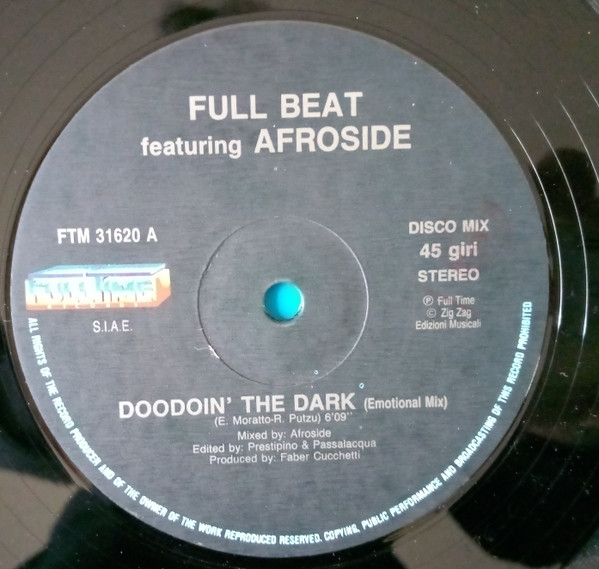 FULL BEAT
featuring AFROSIDE
FTM 31620 A
FULLTIME
S.I.A.E.
DISCO MIX
45 giri
STEREO
℗ Full Time
© Zig Zag
Edizioni Musicali
DOODOIN' THE DARK (Emotional Mix)
(E. Moratto-R. Putzu) 6'09''
Mixed by: Afroside
Edited by: Prestipino & Passalacqua
Produced by: Faber Cucchetti
ALL RIGHTS OF THE RECORD PRODUCER AND OF THE OWNER OF THE WORK REPRODUCED RESERVED. COPYING, PUBLIC PERFORMANCE AND BROADCASTING OF THIS RECORD PROHIBITED